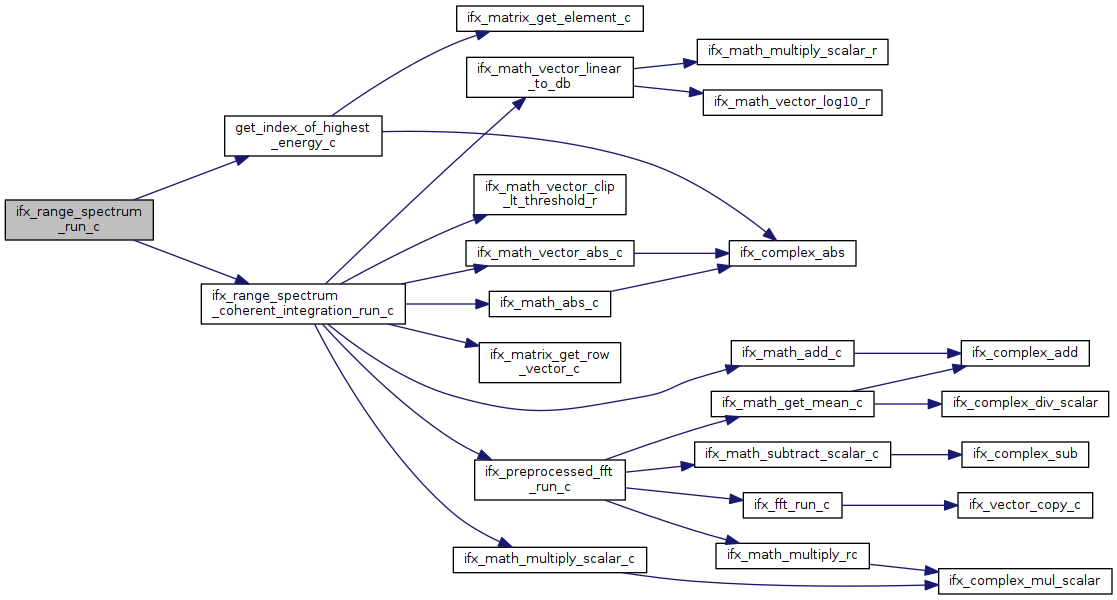 ifx_matrix_get_element_c
ifx_math_vector_linear
_to_db
ifx_math_multiply_scalar_r
ifx_math_vector_log10_r
get_index_of_highest
_energy_c
ifx_math_vector_clip
_lt_threshold_r
ifx_range_spectrum
_run_c
ifx_math_vector_abs_c
ifx_complex_abs
ifx_range_spectrum
_coherent_integration_run_c
ifx_math_abs_c
ifx_matrix_get_row
_vector_c
ifx_math_add_c
ifx_complex_add
ifx_math_get_mean_c
ifx_complex_div_scalar
ifx_math_subtract_scalar_c
ifx_complex_sub
ifx_preprocessed_fft
_run_c
ifx_fft_run_c
ifx_vector_copy_c
ifx_math_multiply_scalar_c
ifx_math_multiply_rc
ifx_complex_mul_scalar